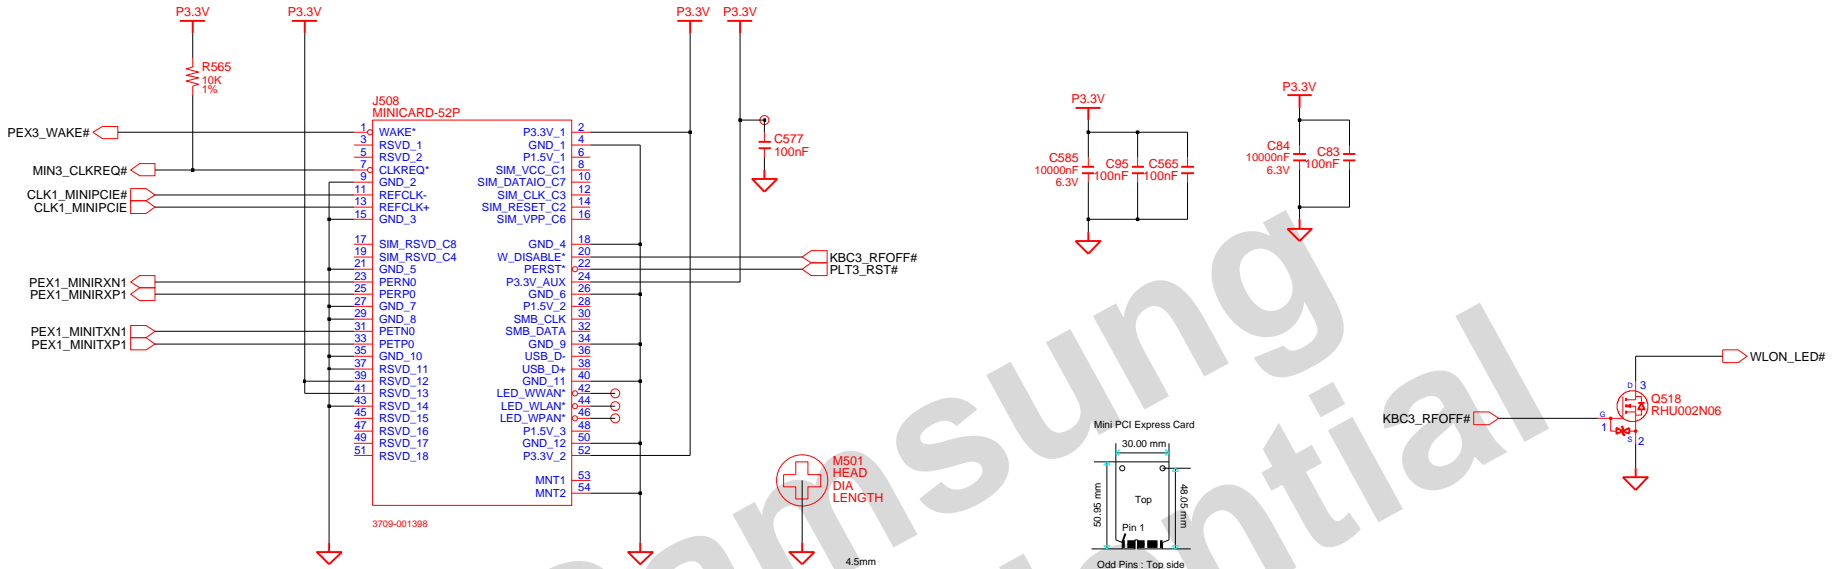 P3.3V
P3.3V
P3.3V
P3.3V
R565
10K
1%
J508
MINICARD-52P
PEX3_WAKE#
MIN3_CLKREQ#
CLK1_MINIPCIE#
CLK1_MINIPCIE
PEX1_MINIRXN1
PEX1_MINIRXP1
PEX1_MINITXN1
PEX1_MINITXP1
1 WAKE* P3.3V_1 2
3 RSVD_1 GND_1 4
5 RSVD_2 P1.5V_1 6
7 CLKREQ* SIM_VCC_C1 8
9 GND_2 SIM_DATAIO_C7 10
11 REFCLK- SIM_CLK_C3 12
13 REFCLK+ SIM_RESET_C2 14
15 GND_3 SIM_VPP_C6 16
17 SIM_RSVD_C8 GND_4 18
19 SIM_RSVD_C4 W_DISABLE* 20
21 GND_5 PERST* 22
23 PERN0 P3.3V_AUX 24
25 PERP0 GND_6 26
27 GND_7 P1.5V_2 28
29 GND_8 SMB_CLK 30
31 PETN0 SMB_DATA 32
33 PETP0 GND_9 34
35 GND_10 USB_D- 36
37 RSVD_11 USB_D+ 38
39 RSVD_12 GND_11 40
41 RSVD_13 LED_WWAN* 42
43 RSVD_14 LED_WLAN* 44
45 RSVD_15 LED_WPAN* 46
47 RSVD_16 P1.5V_3 48
49 RSVD_17 GND_12 50
51 RSVD_18 P3.3V_2 52
MNT1 53
MNT2 54
3709-001398
C577
100nF
KBC3_RFOFF#
PLT3_RST#
M501
HEAD
DIA
LENGTH
4.5mm
P3.3V
C585
10000nF
6.3V
C95
100nF
C565
100nF
P3.3V
C84
10000nF
6.3V
C83
100nF
Mini PCI Express Card
30.00 mm
50.95 mm
48.05 mm
Top
Pin 1
Odd Pins : Top side
WLON_LED#
KBC3_RFOFF#
D 3
Q518
RHU002N06
G
1
S
2
Samsung